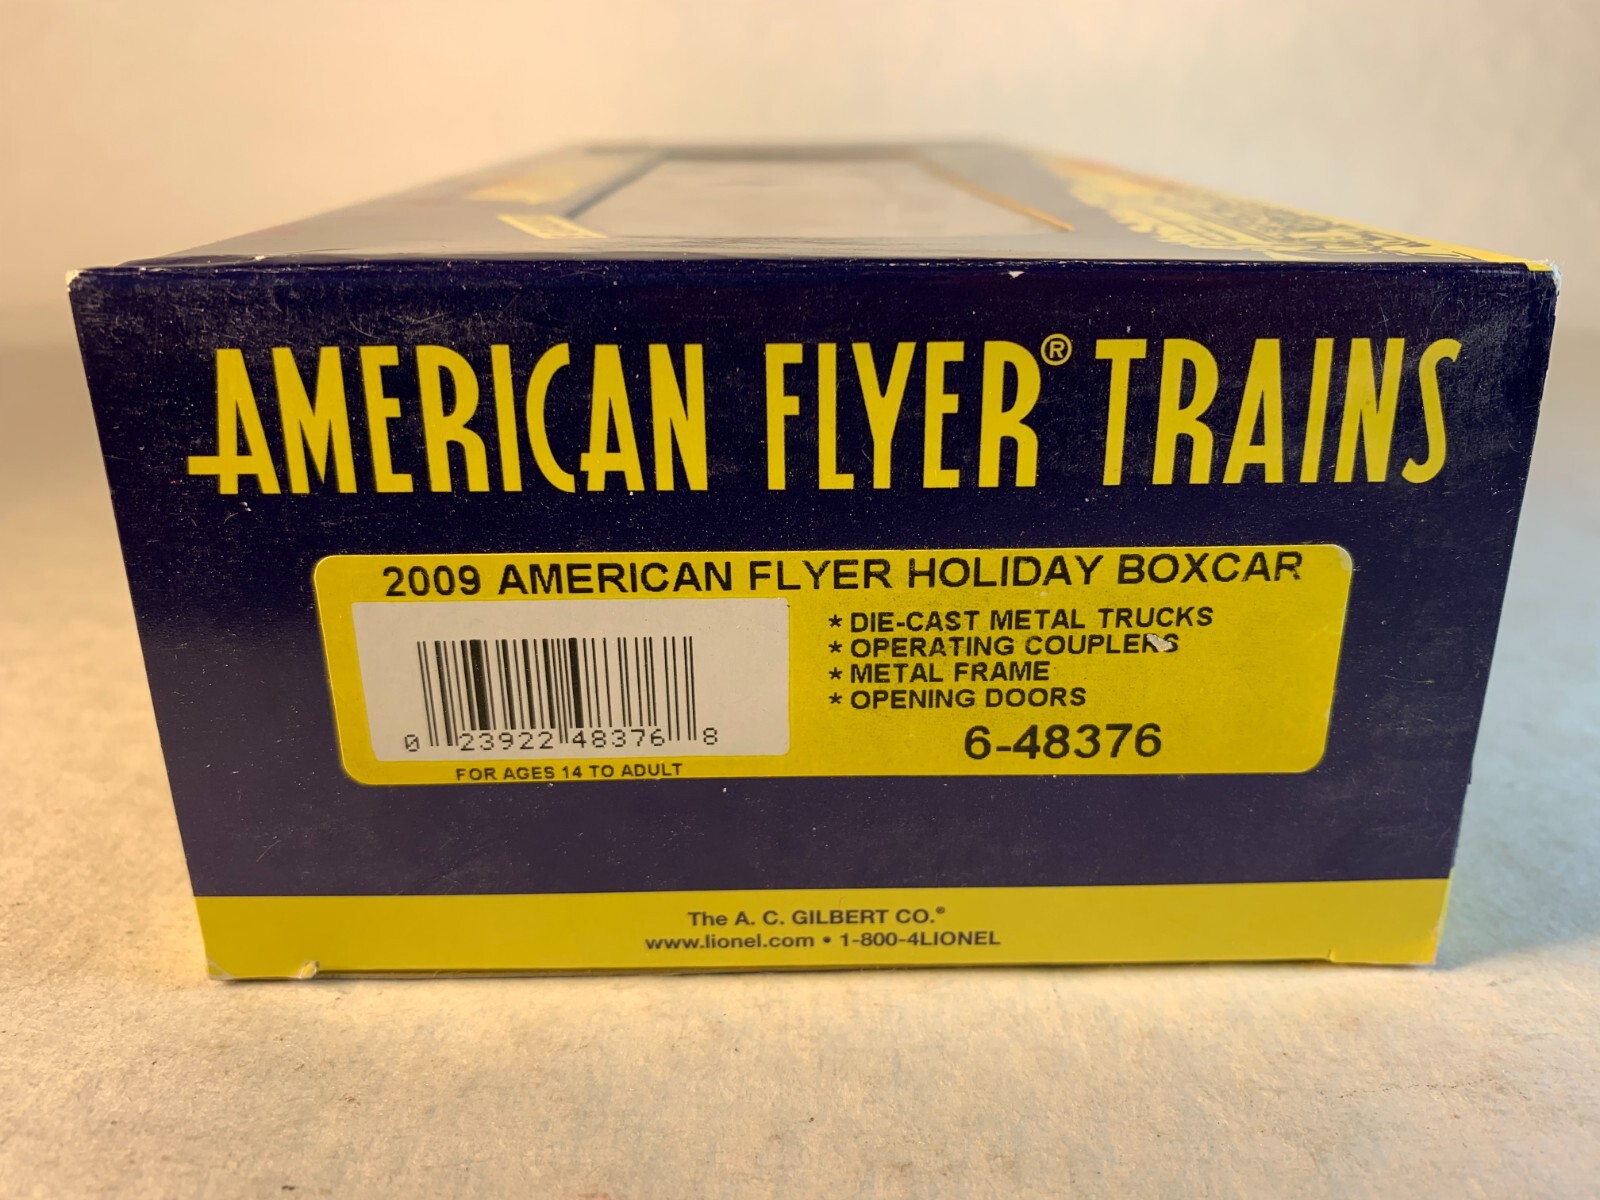 AMERICAN FLYER® TRAINS
2009 AMERICAN FLYER HOLIDAY BOXCAR
* DIE-CAST METAL TRUCKS
* OPERATING COUPLERS
* METAL FRAME
* OPENING DOORS
6-48376
0 23922 48376 8
FOR AGES 14 TO ADULT
The A. C. GILBERT CO.®
www.lionel.com • 1-800-4LIONEL